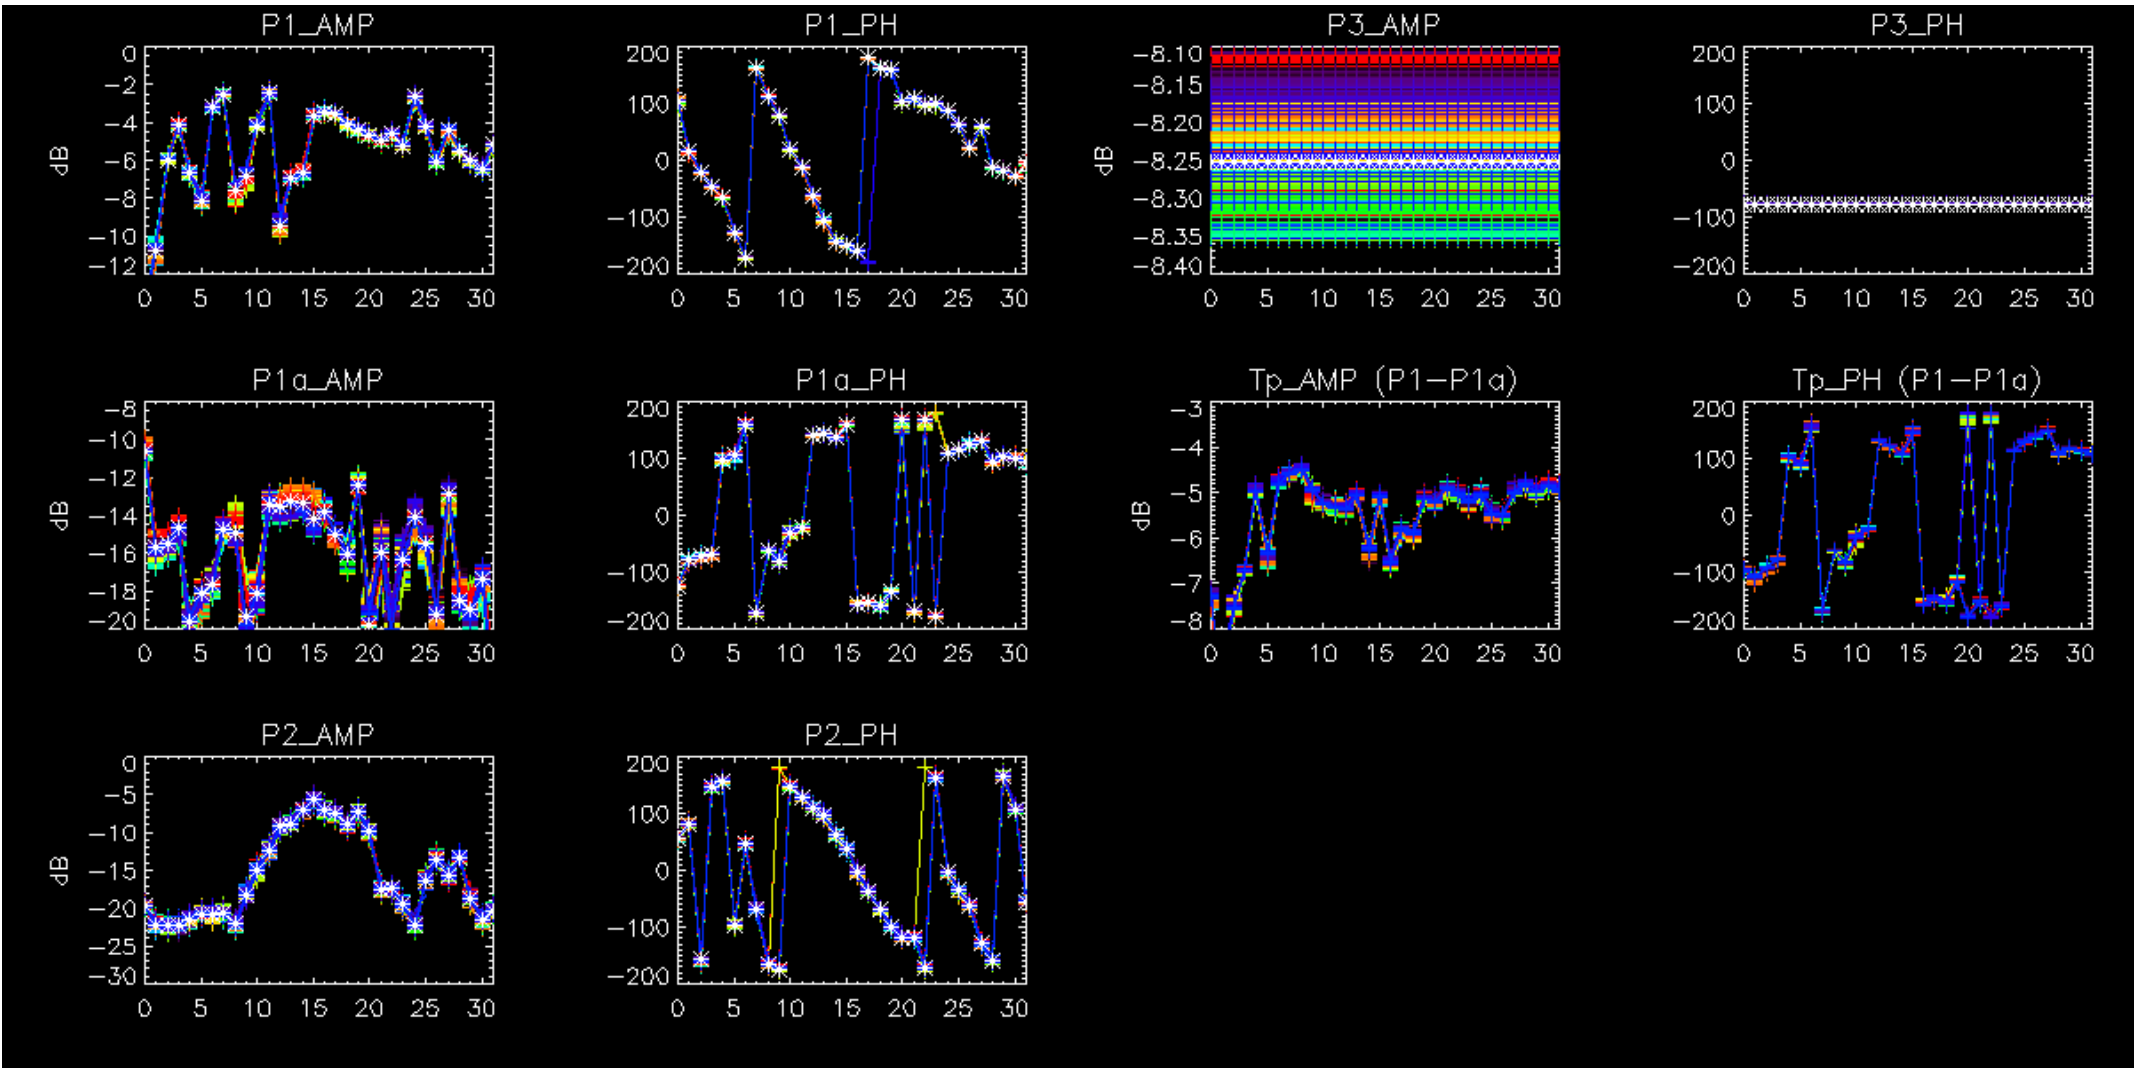 P1_AMP
0
-2
-4
-6
-8
-10
-12
dB
0 5 10 15 20 25 30
P1_PH
200
100
0
-100
-200
0 5 10 15 20 25 30
P3_AMP
-8.10
-8.15
-8.20
-8.25
-8.30
-8.35
-8.40
dB
0 5 10 15 20 25 30
P3_PH
200
100
0
-100
-200
0 5 10 15 20 25 30
P1a_AMP
-8
-10
-12
-14
-16
-18
-20
dB
0 5 10 15 20 25 30
P1a_PH
200
100
0
-100
-200
0 5 10 15 20 25 30
Tp_AMP (P1-P1a)
-3
-4
-5
-6
-7
-8
dB
0 5 10 15 20 25 30
Tp_PH (P1-P1a)
200
100
0
-100
-200
0 5 10 15 20 25 30
P2_AMP
0
-5
-10
-15
-20
-25
-30
dB
0 5 10 15 20 25 30
P2_PH
200
100
0
-100
-200
0 5 10 15 20 25 30